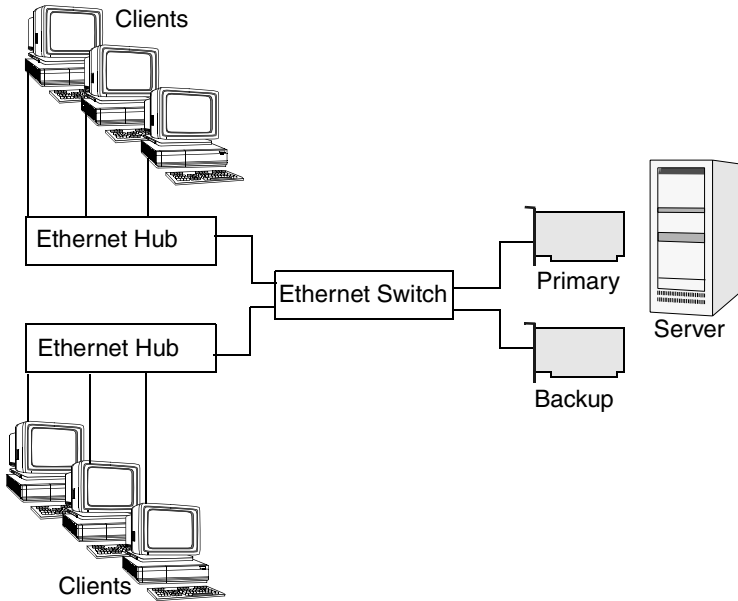 Clients
Ethernet Hub
Ethernet Switch
Primary
Server
Ethernet Hub
Backup
Clients